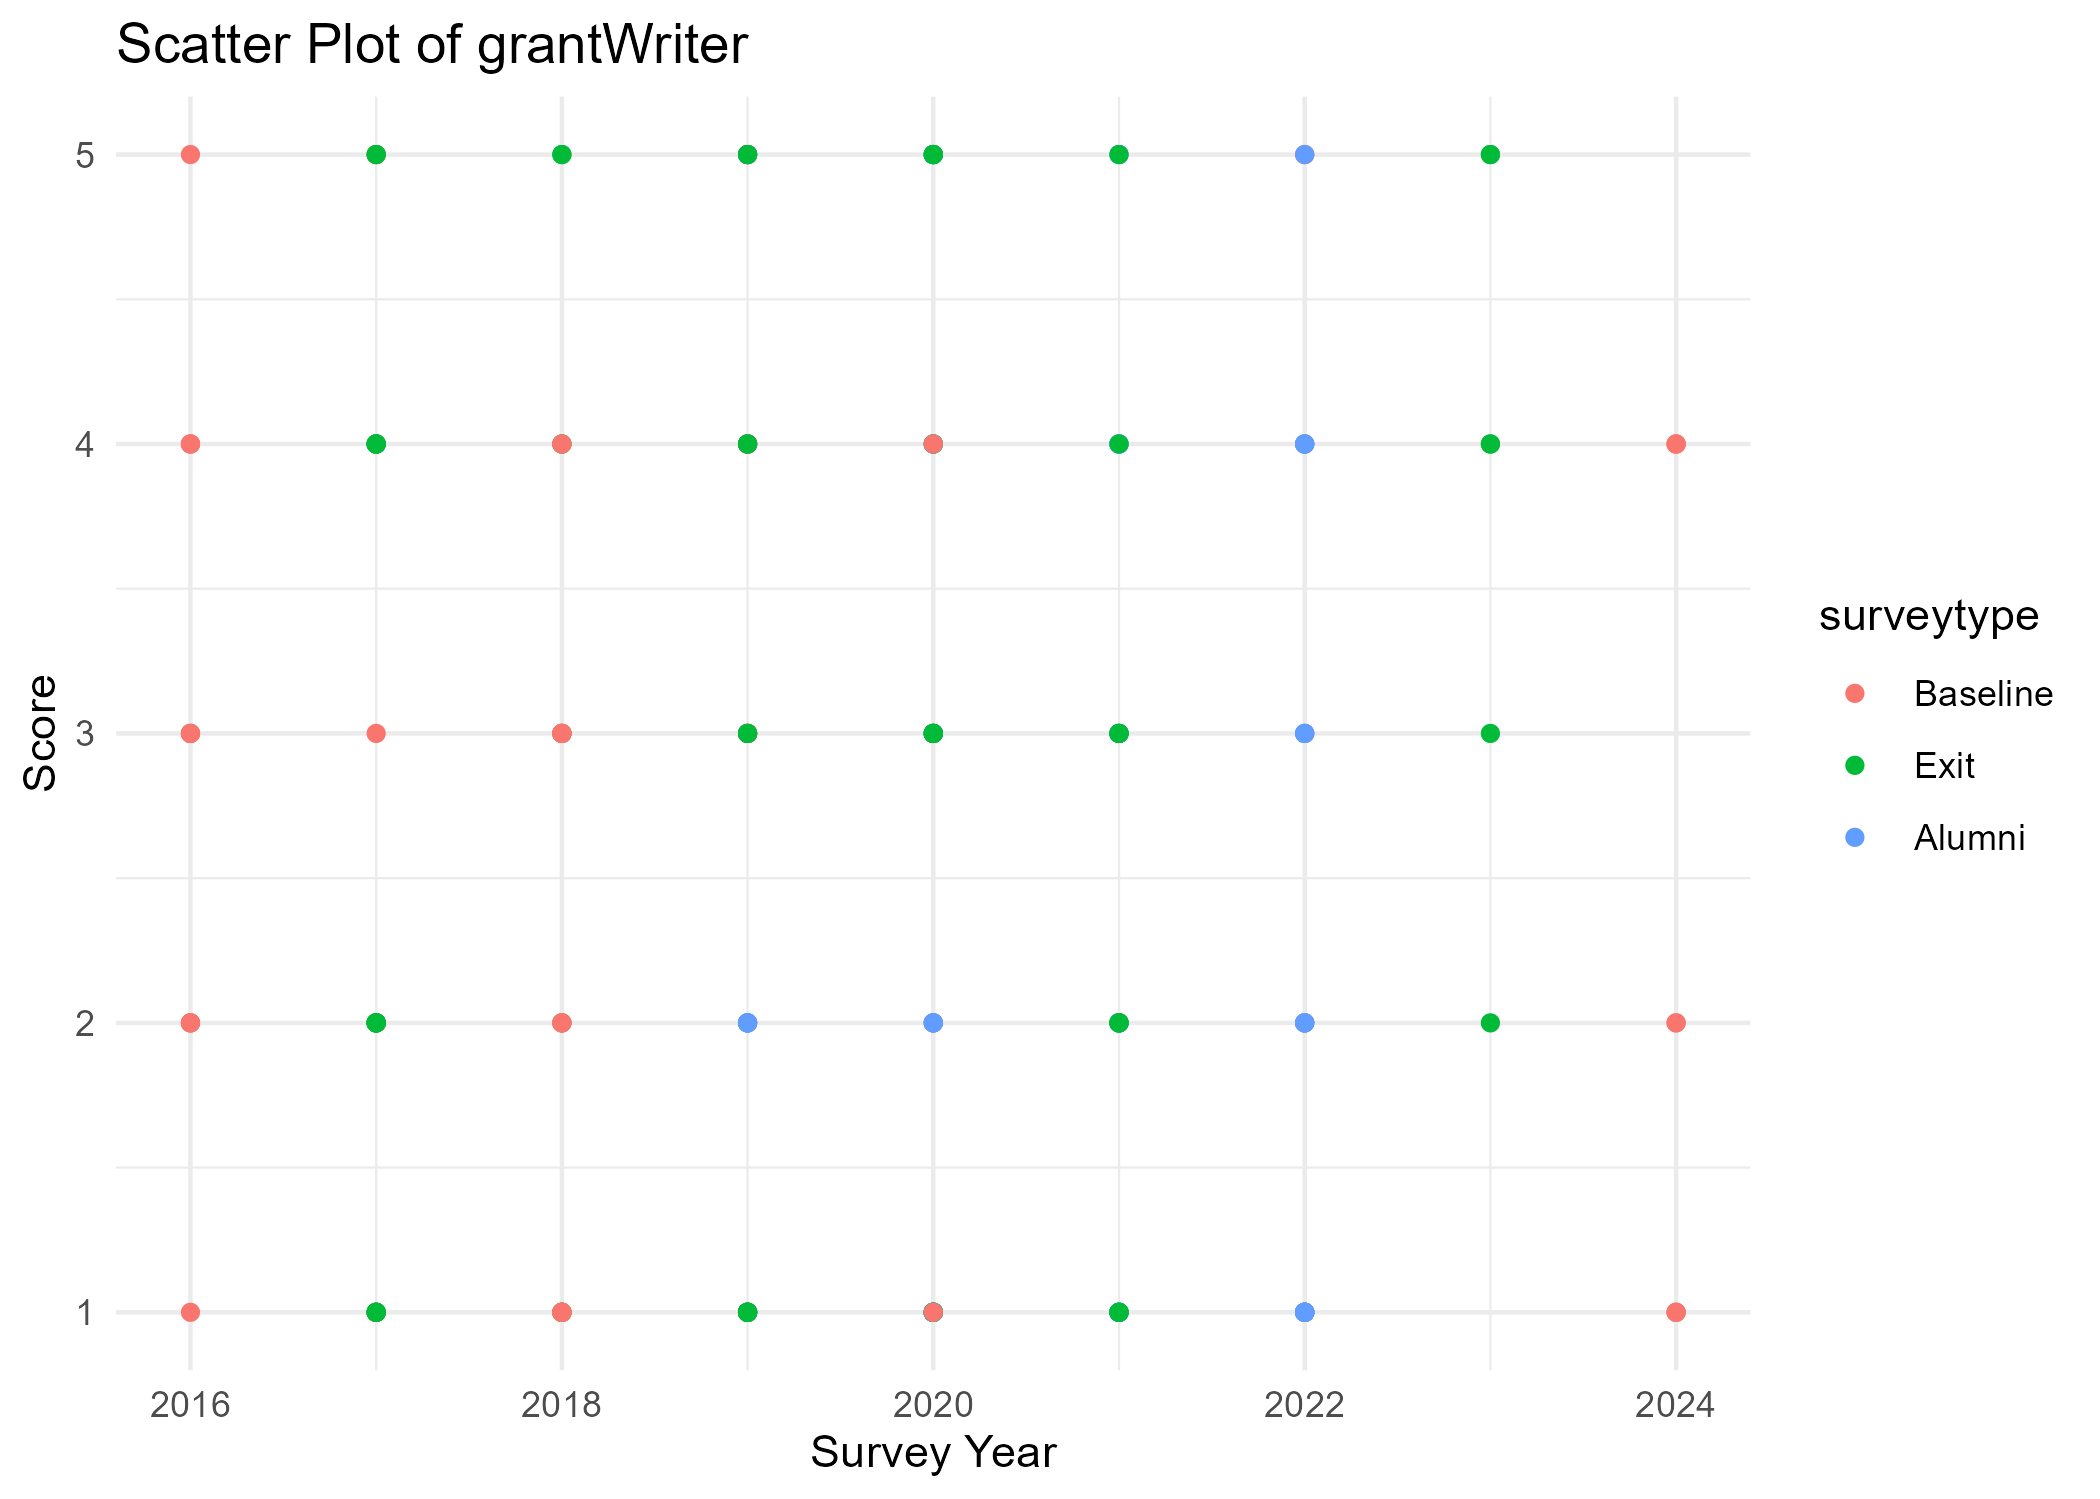 Scatter Plot of grantWriter
5
4
3
2
1
Score
2016 2018 2020 2022 2024
Survey Year
surveytype
Baseline
Exit
Alumni